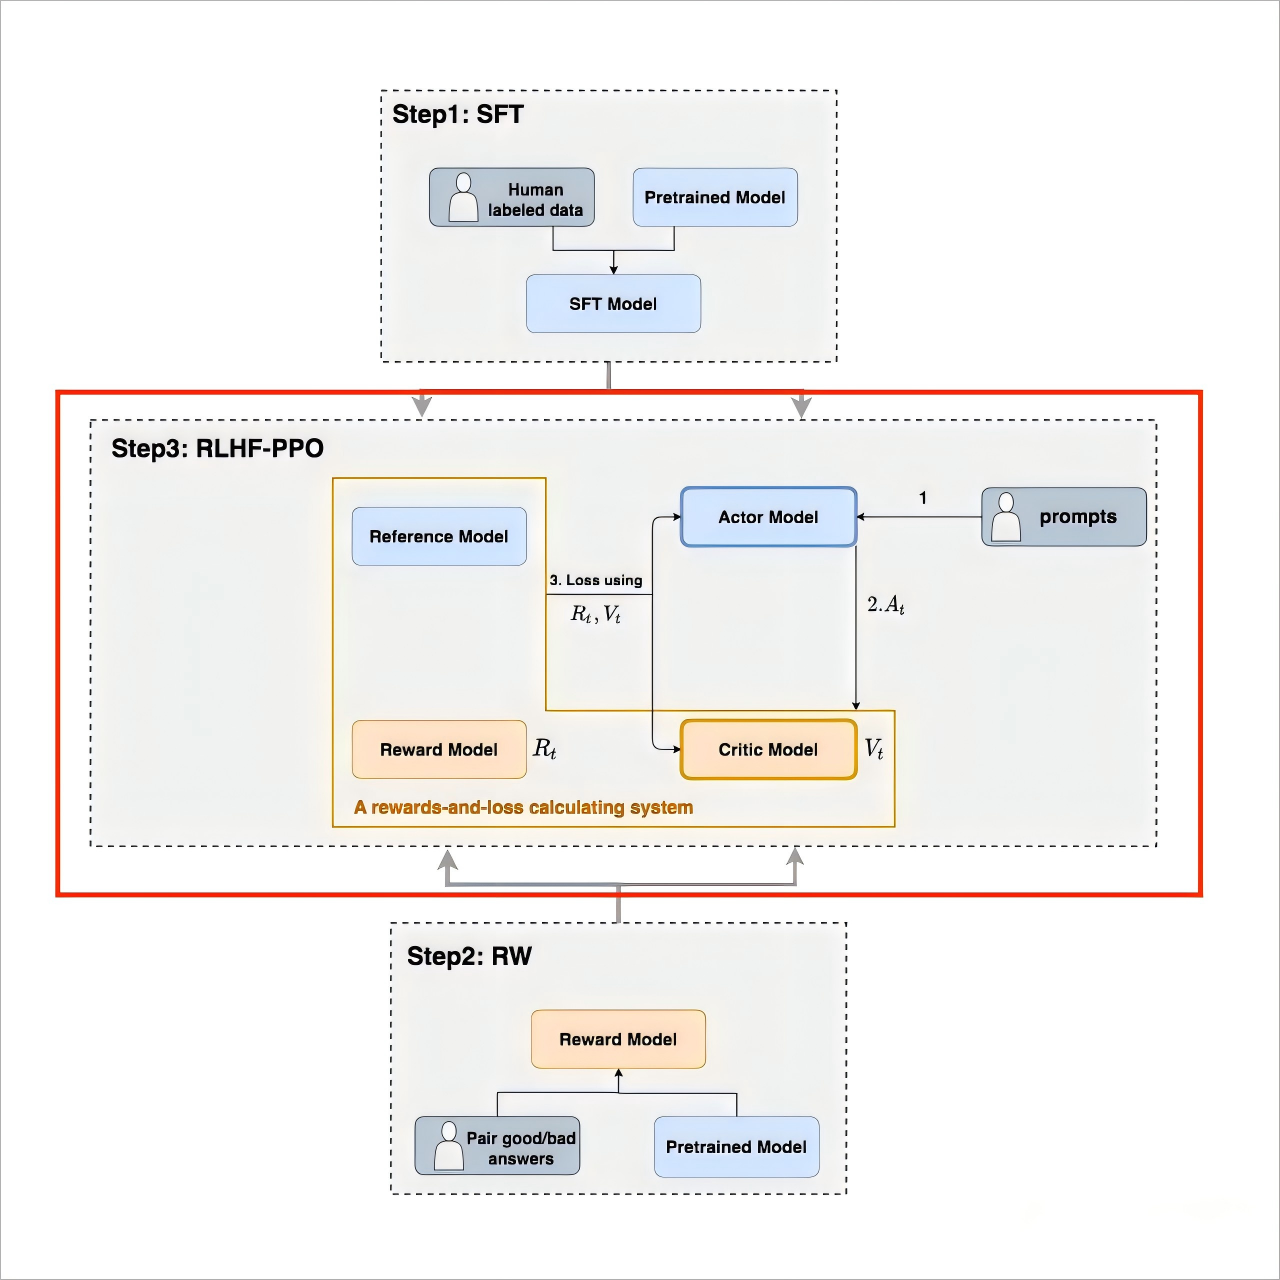 Step1: SFT
Human
labeled data
Pretrained Model
SFT Model
Step3: RLHF-PPO
Reference Model
Actor Model
1
prompts
3. Loss using
R_t, V_t
2.A_t
Reward Model
R_t
Critic Model
V_t
A rewards-and-loss calculating system
Step2: RW
Reward Model
Pair good/bad
answers
Pretrained Model